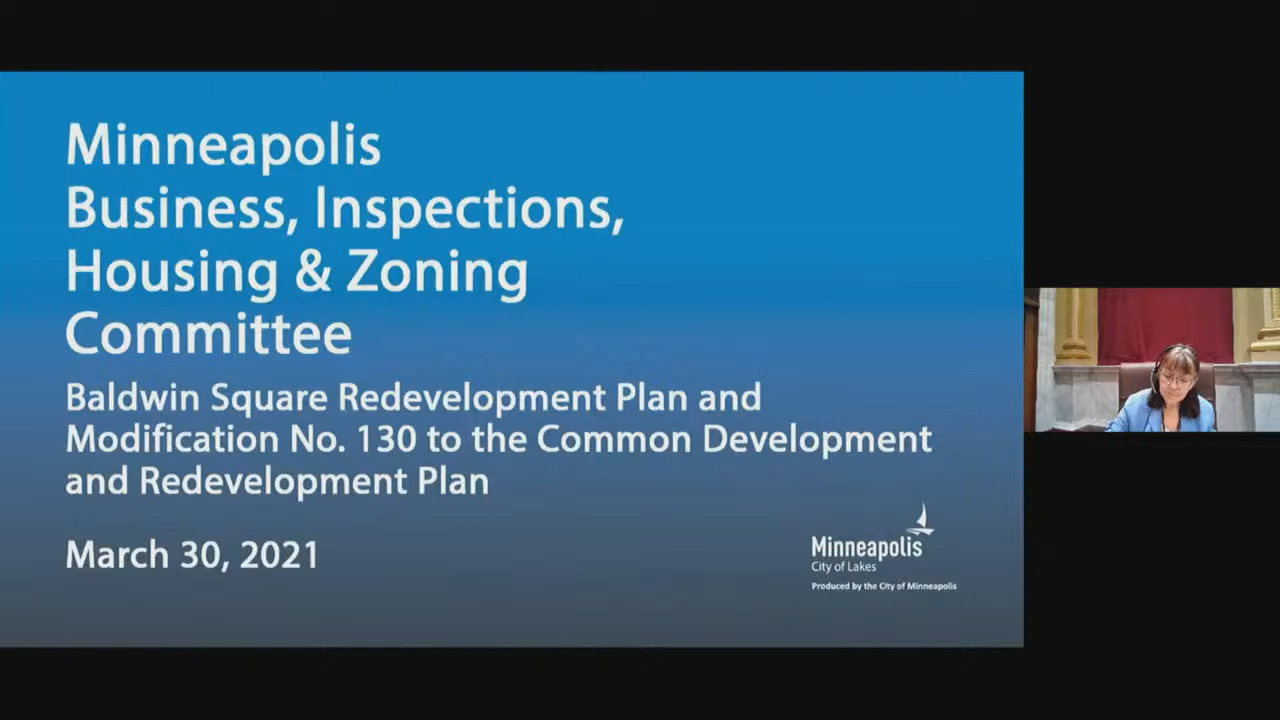 Minneapolis
Business, Inspections,
Housing & Zoning
Committee
Baldwin Square Redevelopment Plan and
Modification No. 130 to the Common Development
and Redevelopment Plan
March 30, 2021
Minneapolis
City of Lakes
Produced by the City of Minneapolis